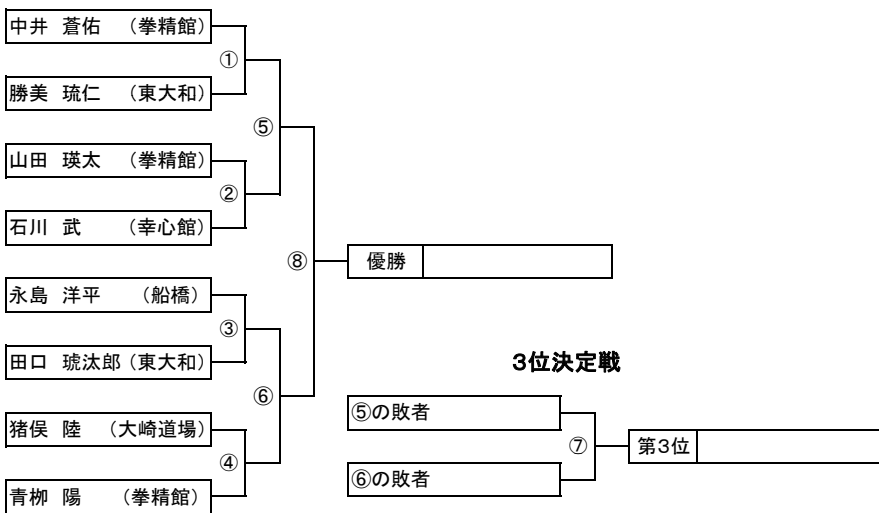 中井 蒼佑 (拳精館)
①
勝美 琉仁 (東大和)
⑤
山田 瑛太 (拳精館)
②
石川 武 (幸心館)
⑧
優勝
永島 洋平 (船橋)
③
田口 琥汰郎 (東大和)
3位決定戦
⑥
⑤の敗者
猪俣 陸 (大崎道場)
⑦
第3位
④
⑥の敗者
青栁 陽 (拳精館)